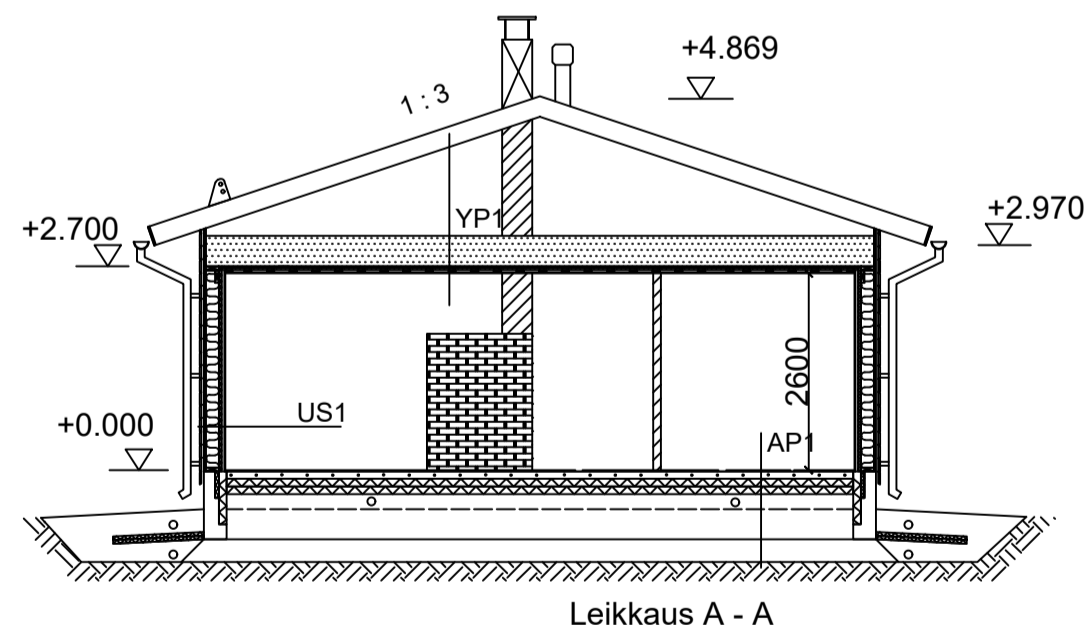 +4.869
1 : 3
YP1
+2.700
+2.970
2600
US1
+0.000
AP1
Leikkaus A - A